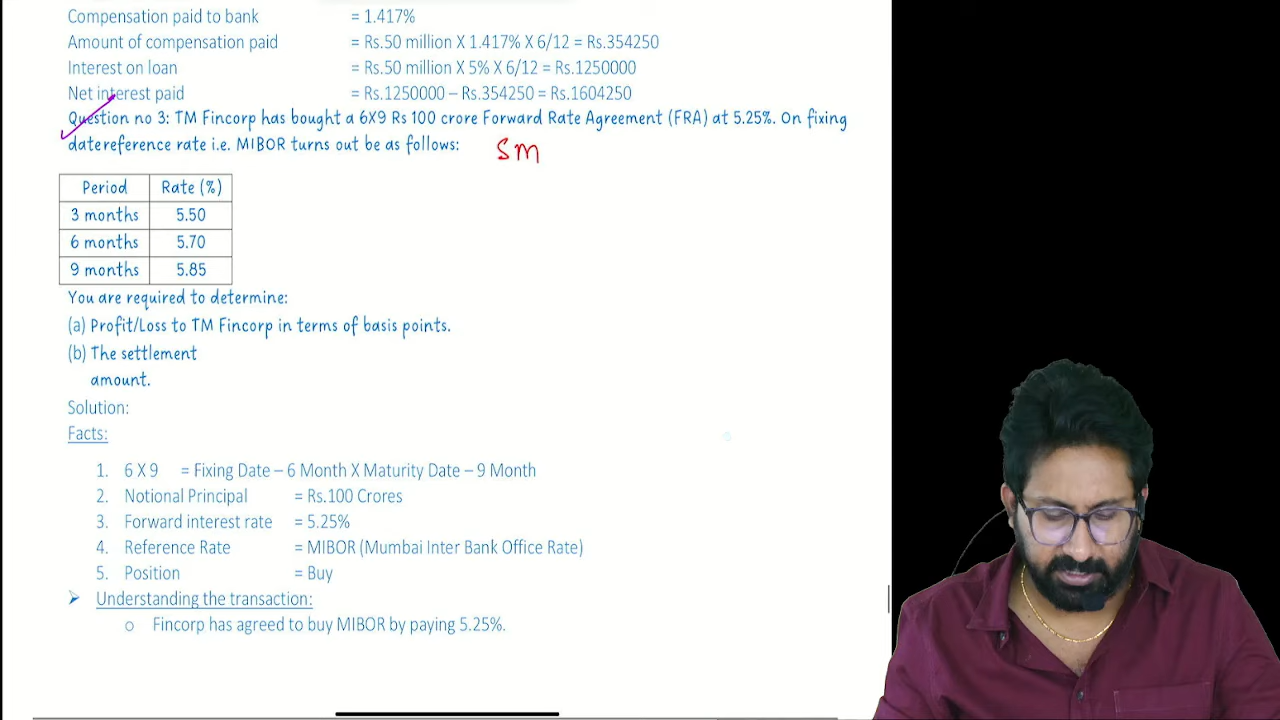 Compensation paid to bank = 1.417%
Amount of compensation paid = Rs.50 million X 1.417% X 6/12 = Rs.354250
Interest on loan = Rs.50 million X 5% X 6/12 = Rs.1250000
Net interest paid = Rs.1250000 – Rs.354250 = Rs.1604250
Question no 3: TM Fincorp has bought a 6X9 Rs 100 crore Forward Rate Agreement (FRA) at 5.25%. On fixing
datereference rate i.e. MIBOR turns out be as follows:
SM
Period Rate (%)
3 months 5.50
6 months 5.70
9 months 5.85
You are required to determine:
(a) Profit/Loss to TM Fincorp in terms of basis points.
(b) The settlement
amount.
Solution:
Facts:
1. 6 X 9 = Fixing Date – 6 Month X Maturity Date – 9 Month
2. Notional Principal = Rs.100 Crores
3. Forward interest rate = 5.25%
4. Reference Rate = MIBOR (Mumbai Inter Bank Office Rate)
5. Position = Buy
➢ Understanding the transaction:
o Fincorp has agreed to buy MIBOR by paying 5.25%.